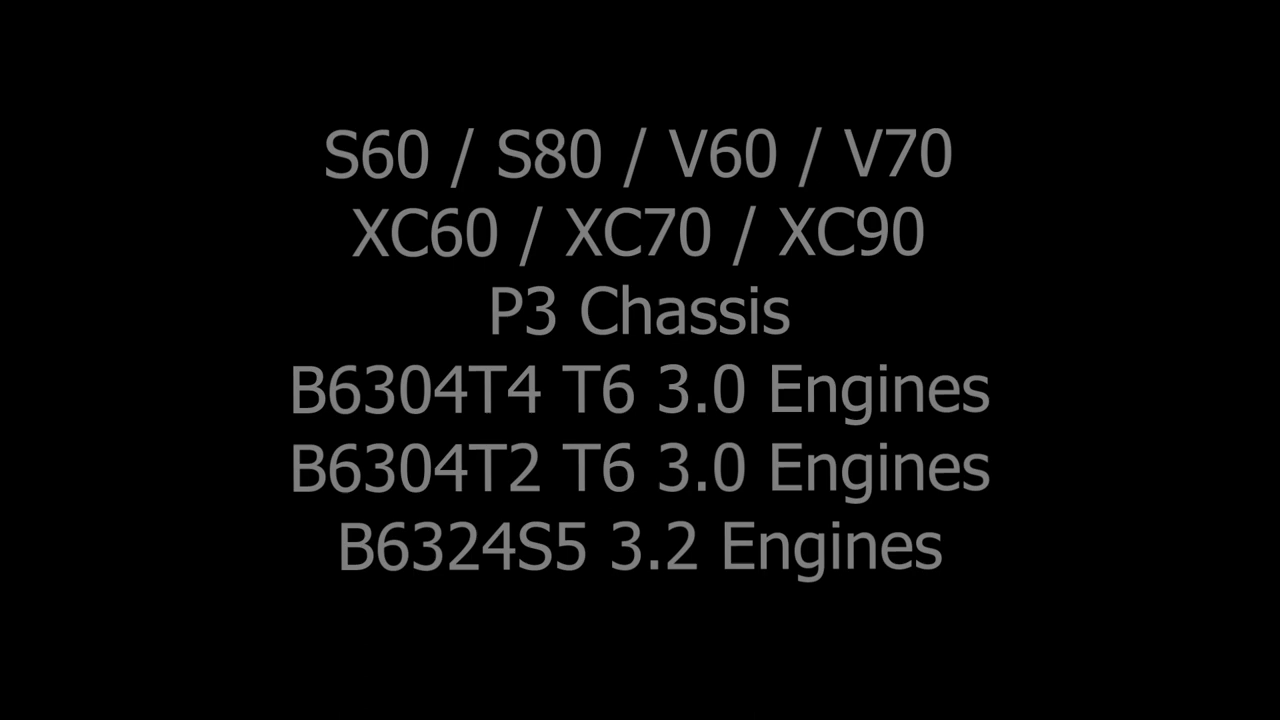 S60 / S80 / V60 / V70
XC60 / XC70 / XC90
P3 Chassis
B6304T4 T6 3.0 Engines
B6304T2 T6 3.0 Engines
B6324S5 3.2 Engines